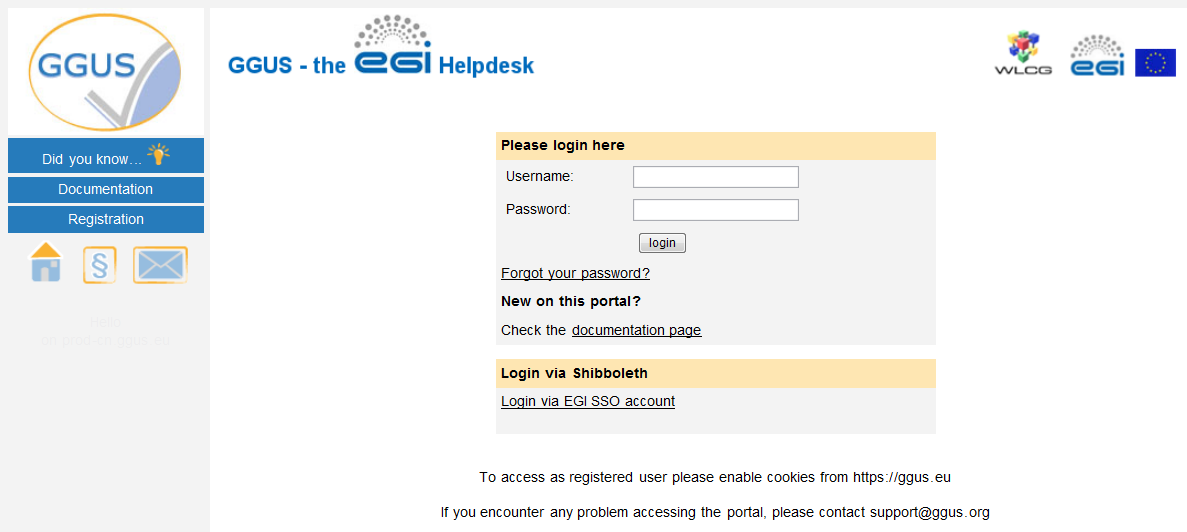 GGUS
GGUS - the egi Helpdesk
WLCG
egi
Did you know...
Documentation
Registration
§
Please login here
Username:
Password:
login
Forgot your password?
New on this portal?
Check the documentation page
Login via Shibboleth
Login via EGI SSO account
To access as registered user please enable cookies from https://ggus.eu
If you encounter any problem accessing the portal, please contact support@ggus.org